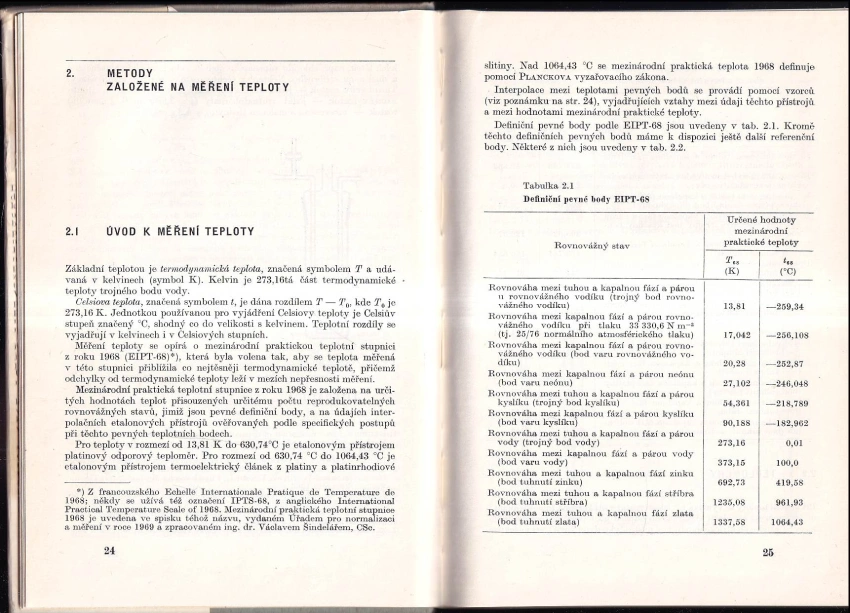 2. METODY
ZALOŽENÉ NA MĚŘENÍ TEPLOTY
2.1 ÚVOD K MĚŘENÍ TEPLOTY
Základní teplotou je termodynamická teplota, značená symbolem T a udá-
vaná v kelvinech (symbol K). Kelvin je 273,16tá část termodynamické
teploty trojného bodu vody.
Celsiova teplota, značená symbolem t, je dána rozdílem T — T₀, kde T₀ je
273,16 K. Jednotkou používanou pro vyjádření Celsiovy teploty je Celsiův
stupeň značený °C, shodný co do velikosti s kelvinem. Teplotní rozdíly se
vyjadřují v kelvinech i v Celsiových stupních.
Měření teploty se opírá o mezinárodní praktickou teplotní stupnici
z roku 1968 (EIPT-68)*), která byla volena tak, aby se teplota měřená
v této stupnici přiblížila co nejtěsněji termodynamické teplotě, přičemž
odchylky od termodynamické teploty leží v mezích nepřesnosti měření.
Mezinárodní praktická teplotní stupnice z roku 1968 je založena na urči-
tých hodnotách teplot přisouzených určitému počtu reprodukovatelných
rovnovážných stavů, jimiž jsou pevné definiční body, a na údajích inter-
polačních etalonových přístrojů ověřovaných podle specifických postupů
při těchto pevných teplotních bodech.
Pro teploty v rozmezí od 13,81 K do 630,74°C je etalonovým přístrojem
platinový odporový teploměr. Pro rozmezí od 630,74 °C do 1064,43 °C je
etalonovým přístrojem termoelektrický článek z platiny a platinrhodiové
*) Z francouzského Echelle Internationale Pratique de Temperature de
1968; někdy se užívá též označení IPTS-68, z anglického International
Practical Temperature Scale of 1968. Mezinárodní praktická teplotní stupnice
1968 je uvedena ve spisku téhož názvu, vydaném Úřadem pro normalizaci
a měření v roce 1969 a zpracovaném ing. dr. Václavem Šindelářem, CSc.
24
slitiny. Nad 1064,43 °C se mezinárodní praktická teplota 1968 definuje
pomocí PLANCKOVA vyzařovacího zákona.
Interpolace mezi teplotami pevných bodů se provádí pomocí vzorců
(viz poznámku na str. 24), vyjadřujících vztahy mezi údaji těchto přístrojů
a mezi hodnotami mezinárodní praktické teploty.
Definiční pevné body podle EIPT-68 jsou uvedeny v tab. 2.1. Kromě
těchto definičních pevných bodů máme k dispozici ještě další referenční
body. Některé z nich jsou uvedeny v tab. 2.2.
Tabulka 2.1
Definiční pevné body EIPT-68
Rovnovážný stav
Určené hodnoty
mezinárodní
praktické teploty
T₆₈ t₆₈
(K) (°C)
Rovnováha mezi tuhou a kapalnou fází a párou
u rovnovážného vodíku (trojný bod rovno-
vážného vodíku) 13,81 —259,34
Rovnováha mezi kapalnou fází a párou rovno-
vážného vodíku při tlaku 33 330,6 N m⁻²
(tj. 25/76 normálního atmosférického tlaku) 17,042 —256,108
Rovnováha mezi kapalnou fází a párou rovno-
vážného vodíku (bod varu rovnovážného vo-
díku) 20,28 —252,87
Rovnováha mezi kapalnou fází a párou neónu
(bod varu neónu) 27,102 —246,048
Rovnováha mezi tuhou a kapalnou fází a párou
kyslíku (trojný bod kyslíku) 54,361 —218,789
Rovnováha mezi kapalnou fází a párou kyslíku
(bod varu kyslíku) 90,188 —182,962
Rovnováha mezi tuhou a kapalnou fází a párou
vody (trojný bod vody) 273,16 0,01
Rovnováha mezi kapalnou fází a párou vody
(bod varu vody) 373,15 100,0
Rovnováha mezi tuhou a kapalnou fází zinku
(bod tuhnutí zinku) 692,73 419,58
Rovnováha mezi tuhou a kapalnou fází stříbra
(bod tuhnutí stříbra) 1235,08 961,93
Rovnováha mezi tuhou a kapalnou fází zlata
(bod tuhnutí zlata) 1337,58 1064,43
25